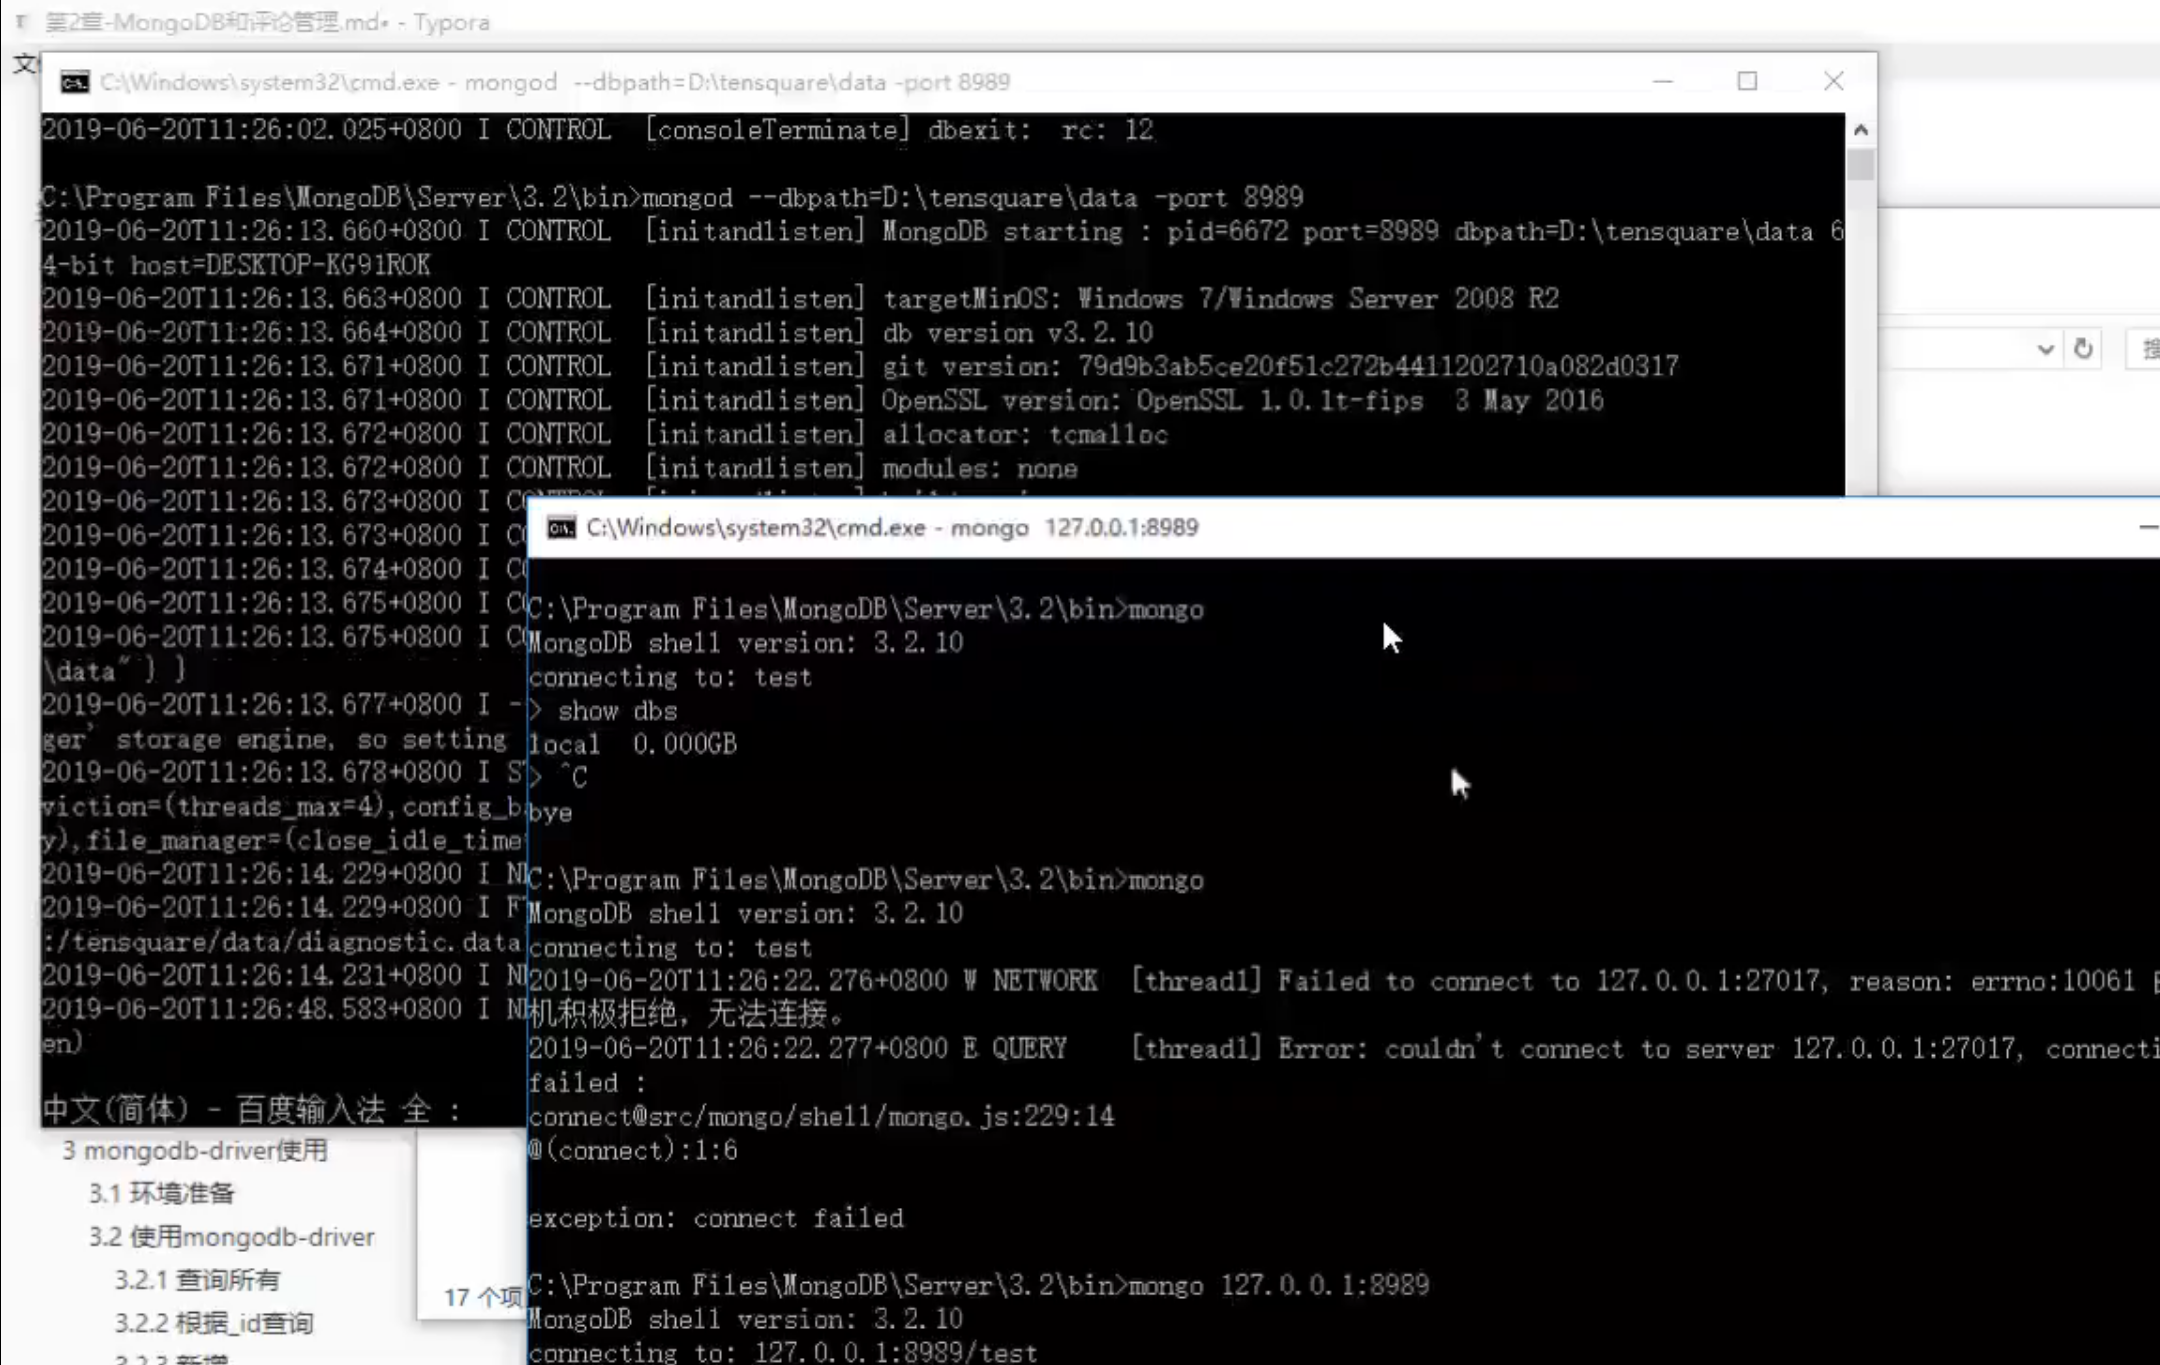 第2章-MongoDB和评论管理.md• - Typora
文
C:\Windows\system32\cmd.exe - mongod  --dbpath=D:\tensquare\data -port 8989
2019-06-20T11:26:02.025+0800 I CONTROL  [consoleTerminate] dbexit:  rc: 12
C:\Program Files\MongoDB\Server\3.2\bin>mongod --dbpath=D:\tensquare\data -port 8989
2019-06-20T11:26:13.660+0800 I CONTROL  [initandlisten] MongoDB starting : pid=6672 port=8989 dbpath=D:\tensquare\data 6
4-bit host=DESKTOP-KG91ROK
2019-06-20T11:26:13.663+0800 I CONTROL  [initandlisten] targetMinOS: Windows 7/Windows Server 2008 R2
2019-06-20T11:26:13.664+0800 I CONTROL  [initandlisten] db version v3.2.10
2019-06-20T11:26:13.671+0800 I CONTROL  [initandlisten] git version: 79d9b3ab5ce20f51c272b4411202710a082d0317
2019-06-20T11:26:13.671+0800 I CONTROL  [initandlisten] OpenSSL version: OpenSSL 1.0.1t-fips  3 May 2016
2019-06-20T11:26:13.672+0800 I CONTROL  [initandlisten] allocator: tcmalloc
2019-06-20T11:26:13.672+0800 I CONTROL  [initandlisten] modules: none
2019-06-20T11:26:13.673+0800 I
2019-06-20T11:26:13.673+0800 I
2019-06-20T11:26:13.674+0800 I
2019-06-20T11:26:13.675+0800 I
2019-06-20T11:26:13.675+0800 I
\data" } }
2019-06-20T11:26:13.677+0800 I -
ger' storage engine, so setting
2019-06-20T11:26:13.678+0800 I
viction=(threads_max=4),config_b
y),file_manager=(close_idle_time
2019-06-20T11:26:14.229+0800 I
2019-06-20T11:26:14.229+0800 I
:/tensquare/data/diagnostic.data
2019-06-20T11:26:14.231+0800 I
2019-06-20T11:26:48.583+0800 I
en)
中文(简体) - 百度输入法 全 :
C:\Windows\system32\cmd.exe - mongo  127.0.0.1:8989
C:\Program Files\MongoDB\Server\3.2\bin>mongo
MongoDB shell version: 3.2.10
connecting to: test
> show dbs
local  0.000GB
> ^C
bye
C:\Program Files\MongoDB\Server\3.2\bin>mongo
MongoDB shell version: 3.2.10
connecting to: test
2019-06-20T11:26:22.276+0800 W NETWORK  [thread1] Failed to connect to 127.0.0.1:27017, reason: errno:10061
机积极拒绝，无法连接。
2019-06-20T11:26:22.277+0800 E QUERY    [thread1] Error: couldn't connect to server 127.0.0.1:27017, connecti
failed :
connect@src/mongo/shell/mongo.js:229:14
@(connect):1:6
exception: connect failed
C:\Program Files\MongoDB\Server\3.2\bin>mongo 127.0.0.1:8989
MongoDB shell version: 3.2.10
connecting to: 127.0.0.1:8989/test
3 mongodb-driver使用
3.1 环境准备
3.2 使用mongodb-driver
3.2.1 查询所有
3.2.2 根据_id查询
3.2.3 新增
17 个项